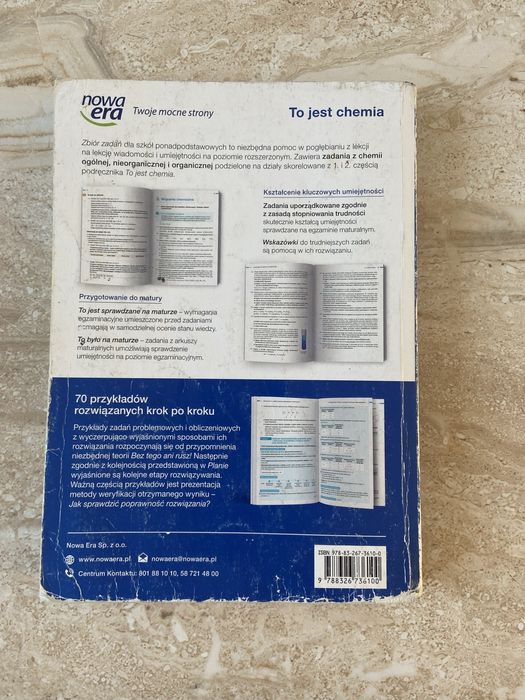 nowa
era
Twoje mocne strony
To jest chemia
Zbiór zadań dla szkół ponadpodstawowych to niezbędna pomoc w pogłębianiu z lekcji
na lekcję wiadomości i umiejętności na poziomie rozszerzonym. Zawiera zadania z chemii
ogólnej, nieorganicznej i organicznej podzielone na działy skorelowane z 1. i 2. częścią
podręcznika To jest chemia.
Kształcenie kluczowych umiejętności
Zadania uporządkowane zgodnie
z zasadą stopniowania trudności
skutecznie kształcą umiejętności
sprawdzane na egzaminie maturalnym.
Wskazówki do trudniejszych zadań
są pomocą w ich rozwiązaniu.
Przygotowanie do matury
To jest sprawdzane na maturze – wymagania
egzaminacyjne umieszczone przed zadaniami
pomagają w samodzielnej ocenie stanu wiedzy.
To było na maturze – zadania z arkuszy
maturalnych umożliwiają sprawdzenie
umiejętności na poziomie egzaminacyjnym.
70 przykładów
rozwiązanych krok po kroku
Przykłady zadań problemowych i obliczeniowych
z wyczerpująco wyjaśnionymi sposobami ich
rozwiązania rozpoczynają się od przypomnienia
niezbędnej teorii Bez tego ani rusz! Następnie
zgodnie z kolejnością przedstawioną w Planie
wyjaśnione są kolejne etapy rozwiązywania.
Ważną częścią przykładów jest prezentacja
metody weryfikacji otrzymanego wyniku –
Jak sprawdzić poprawność rozwiązania?
Nowa Era Sp. z o.o.
www.nowaera.pl nowaera@nowaera.pl
Centrum Kontaktu: 801 88 10 10, 58 721 48 00
ISBN 978-83-267-3610-0
9 788326 736100